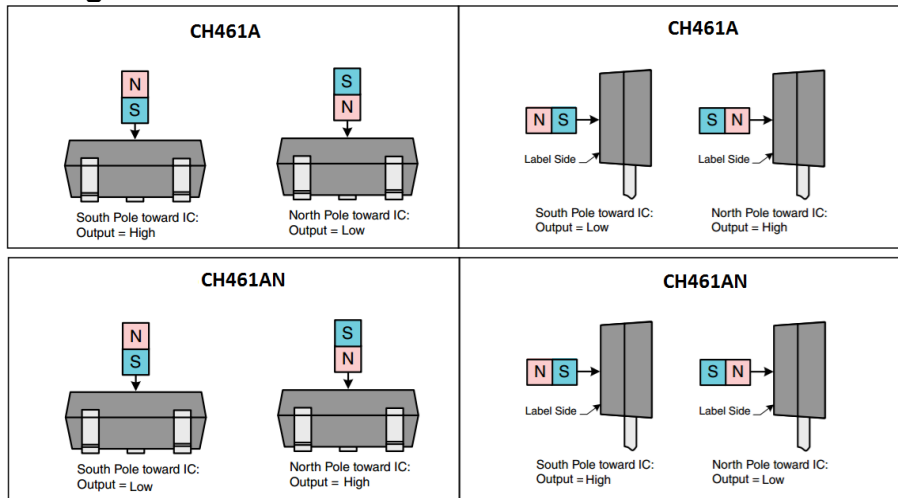 CH461A
N
S
S
N
South Pole toward IC:
Output = High
North Pole toward IC:
Output = Low
CH461A
N S
S N
Label Side
Label Side
South Pole toward IC:
Output = Low
North Pole toward IC:
Output = High
CH461AN
N
S
S
N
South Pole toward IC:
Output = Low
North Pole toward IC:
Output = High
CH461AN
N S
S N
Label Side
Label Side
South Pole toward IC:
Output = High
North Pole toward IC:
Output = Low